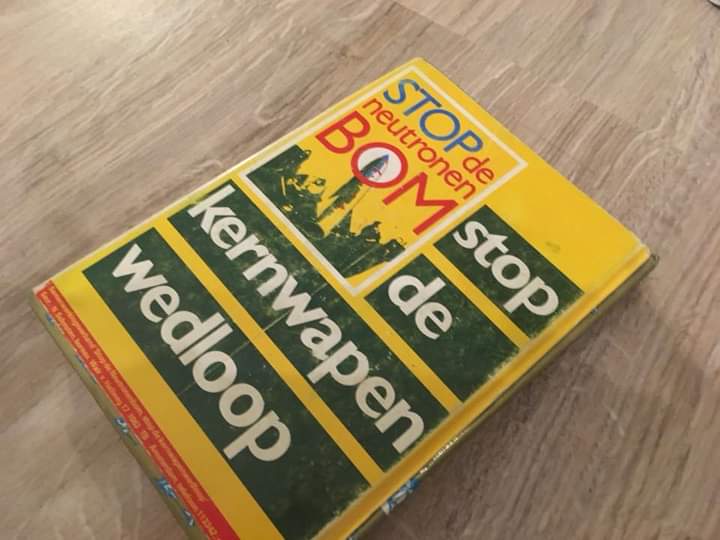 STOP de
neutronen
BOM
stop
de
kernwapen
wedloop